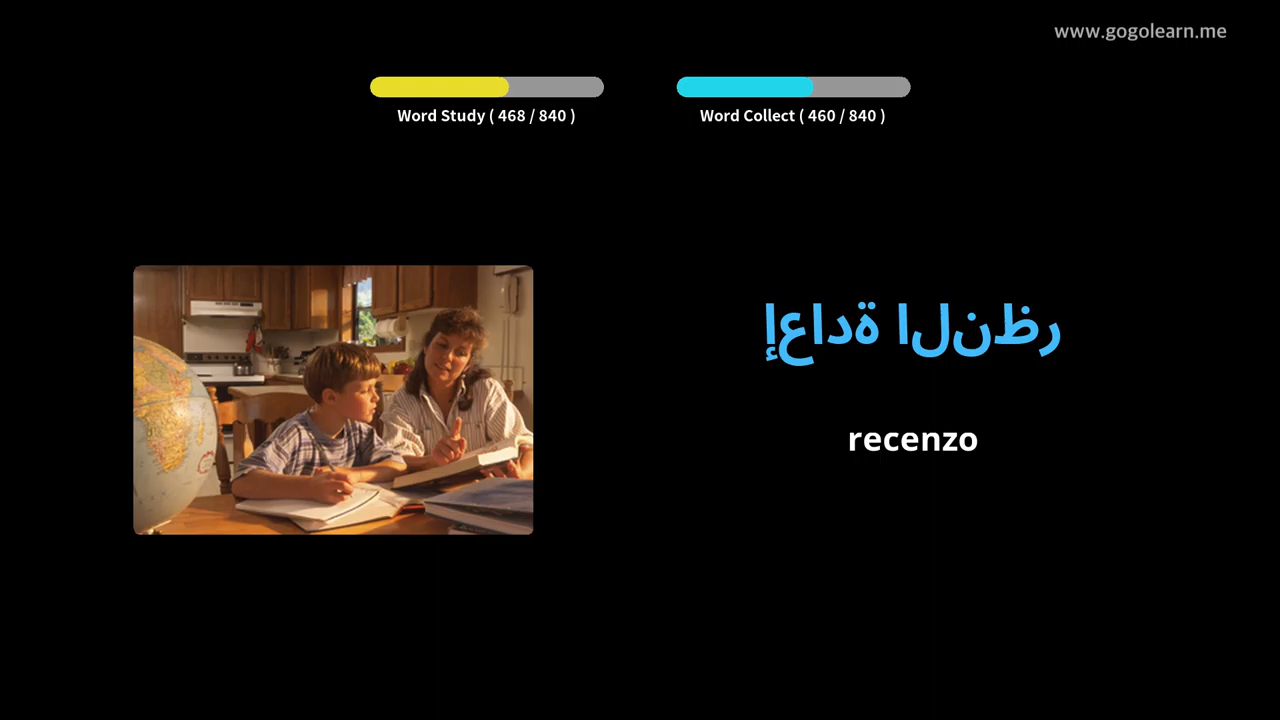 www.gogolearn.me
Word Study ( 468 / 840 )
Word Collect ( 460 / 840 )
إعادة النظر
recenzo